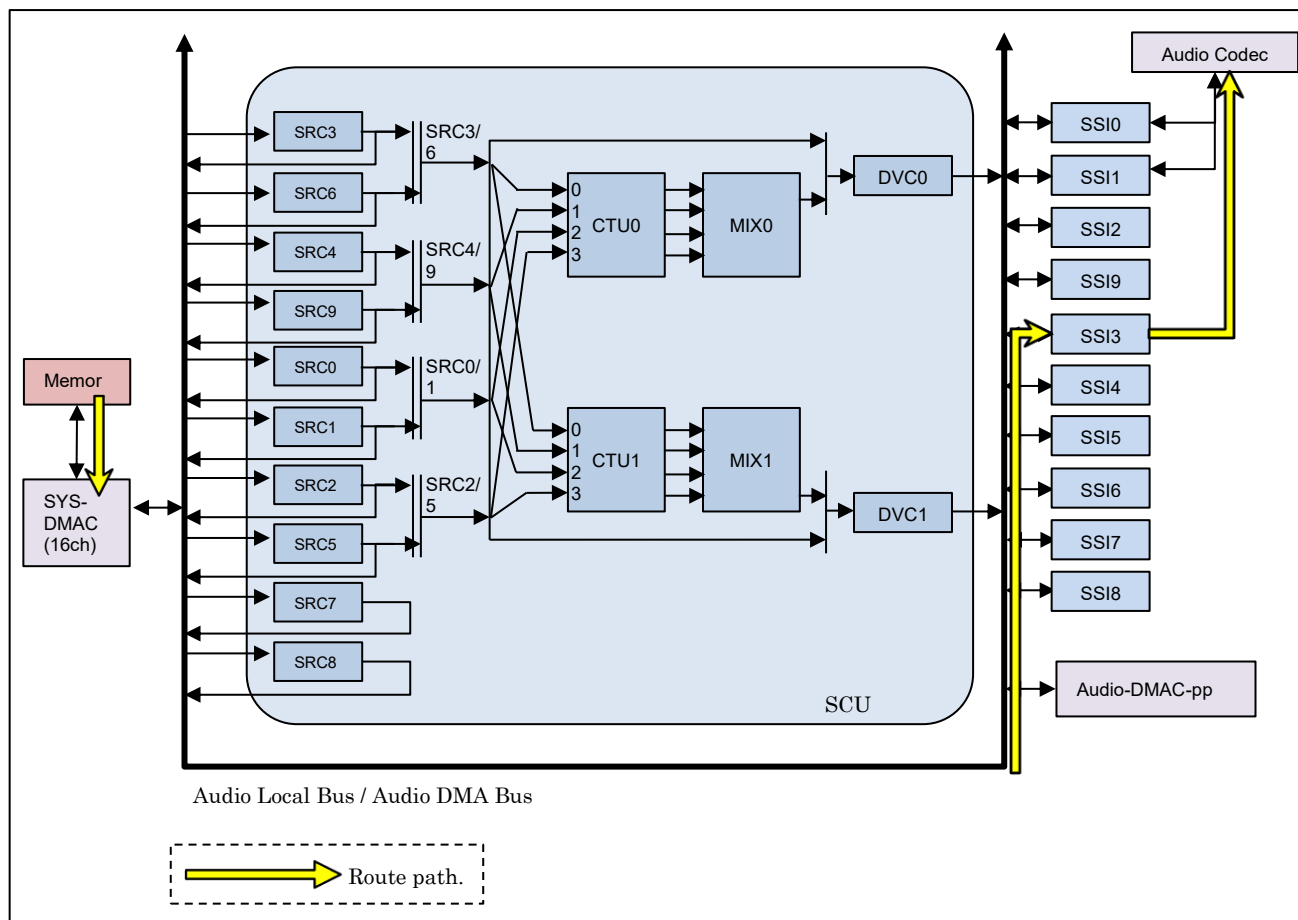 Audio Codec
SRC3
SRC3/
6
SRC6
SRC4
SRC4/
9
SRC9
SRC0
SRC0/
1
SRC1
SRC2
SRC2/
5
SRC5
SRC7
SRC8
0
1
2
3
CTU0
MIX0
DVC0
0
1
2
3
CTU1
MIX1
DVC1
SCU
SSI0
SSI1
SSI2
SSI9
SSI3
SSI4
SSI5
SSI6
SSI7
SSI8
Memor
SYS-
DMAC
(16ch)
Audio-DMAC-pp
Audio Local Bus / Audio DMA Bus
Route path.